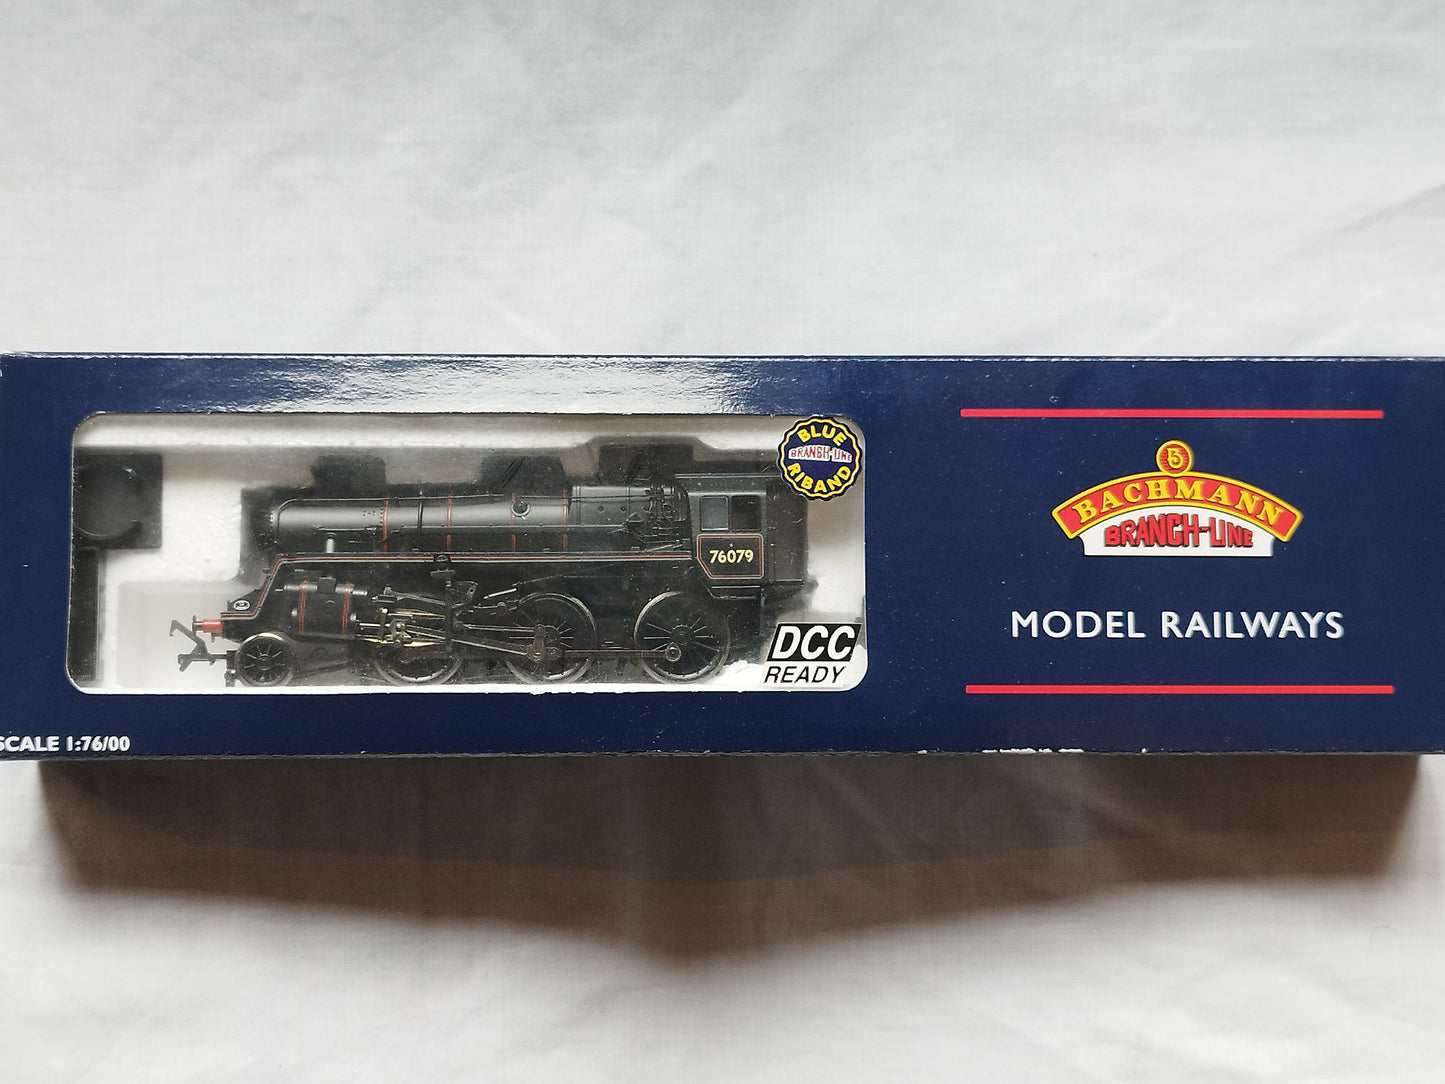 BLUE
BRANCH-LINE
RIBAND
76079
DCC
READY
SCALE 1:76/00
B
BACHMANN
BRANCH-LINE
MODEL RAILWAYS